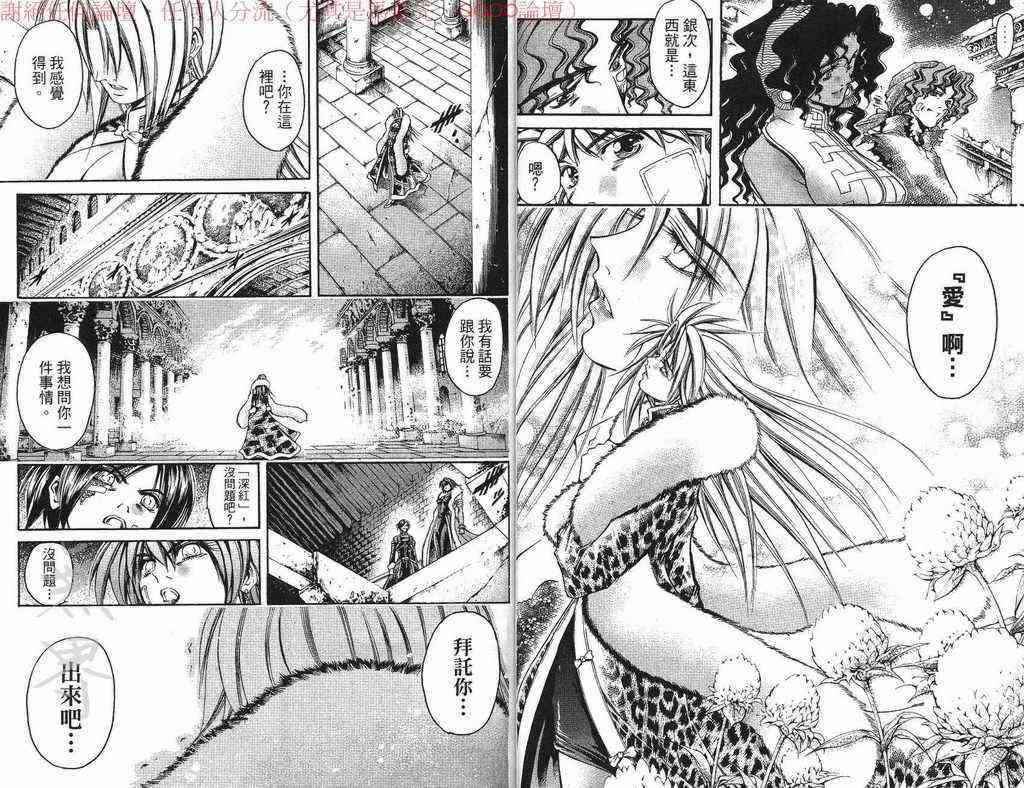 ……
銀次，這東
西就是…
嗯？
『愛』啊…
…你在這
裡吧？
我感覺
得到。
我有話要
跟你說…
我想問你一
件事情。
「深紅」，
沒問題吧？
沒問題…
拜託你…
出來吧…